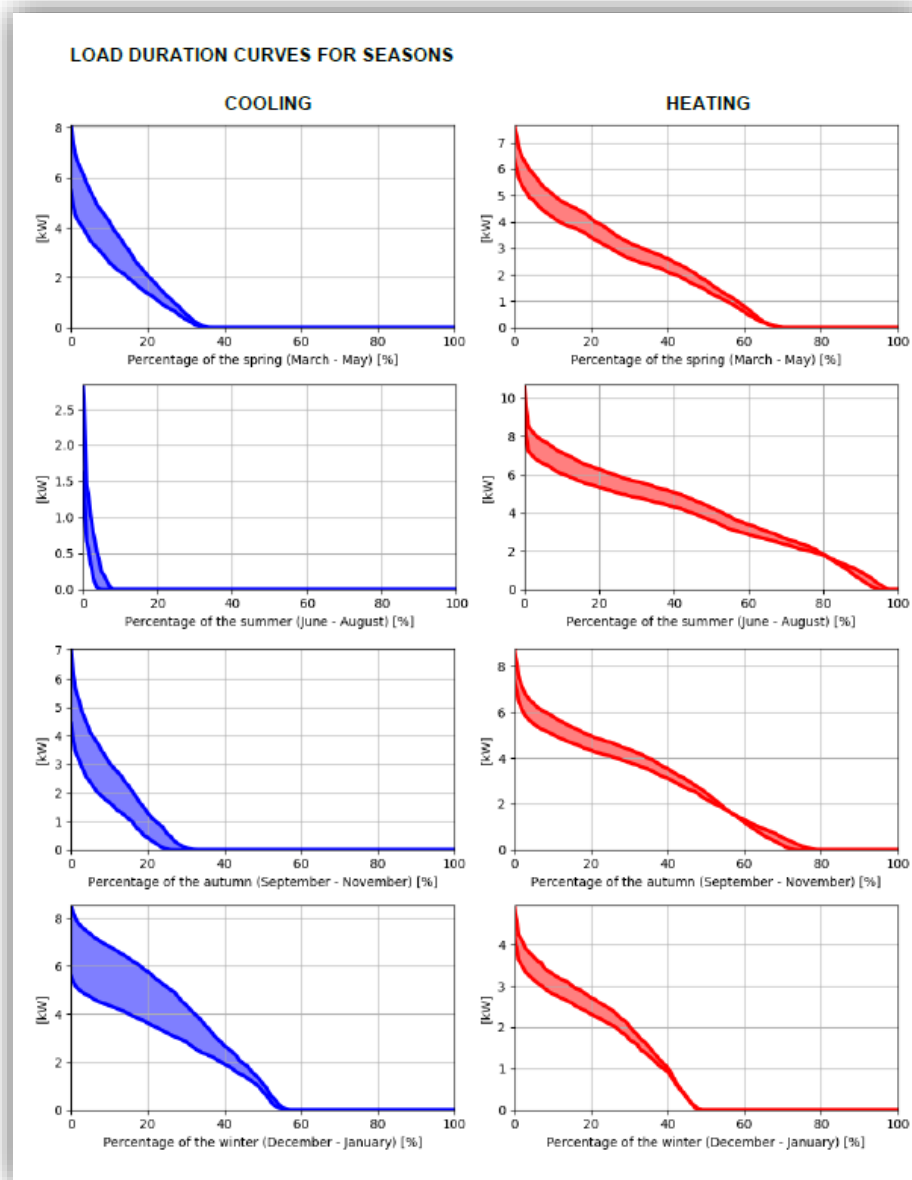 LOAD DURATION CURVES FOR SEASONS
COOLING
HEATING
8
6
4
2
0
[kW]
0 20 40 60 80 100
Percentage of the spring (March - May) [%]
7
6
5
4
3
2
1
0
[kW]
0 20 40 60 80 100
Percentage of the spring (March - May) [%]
2.5
2.0
1.5
1.0
0.5
0.0
[kW]
0 20 40 60 80 100
Percentage of the summer (June - August) [%]
10
8
6
4
2
0
[kW]
0 20 40 60 80 100
Percentage of the summer (June - August) [%]
7
6
5
4
3
2
1
0
[kW]
0 20 40 60 80 100
Percentage of the autumn (September - November) [%]
8
6
4
2
0
[kW]
0 20 40 60 80 100
Percentage of the autumn (September - November) [%]
8
6
4
2
0
[kW]
0 20 40 60 80 100
Percentage of the winter (December - January) [%]
4
3
2
1
0
[kW]
0 20 40 60 80 100
Percentage of the winter (December - January) [%]